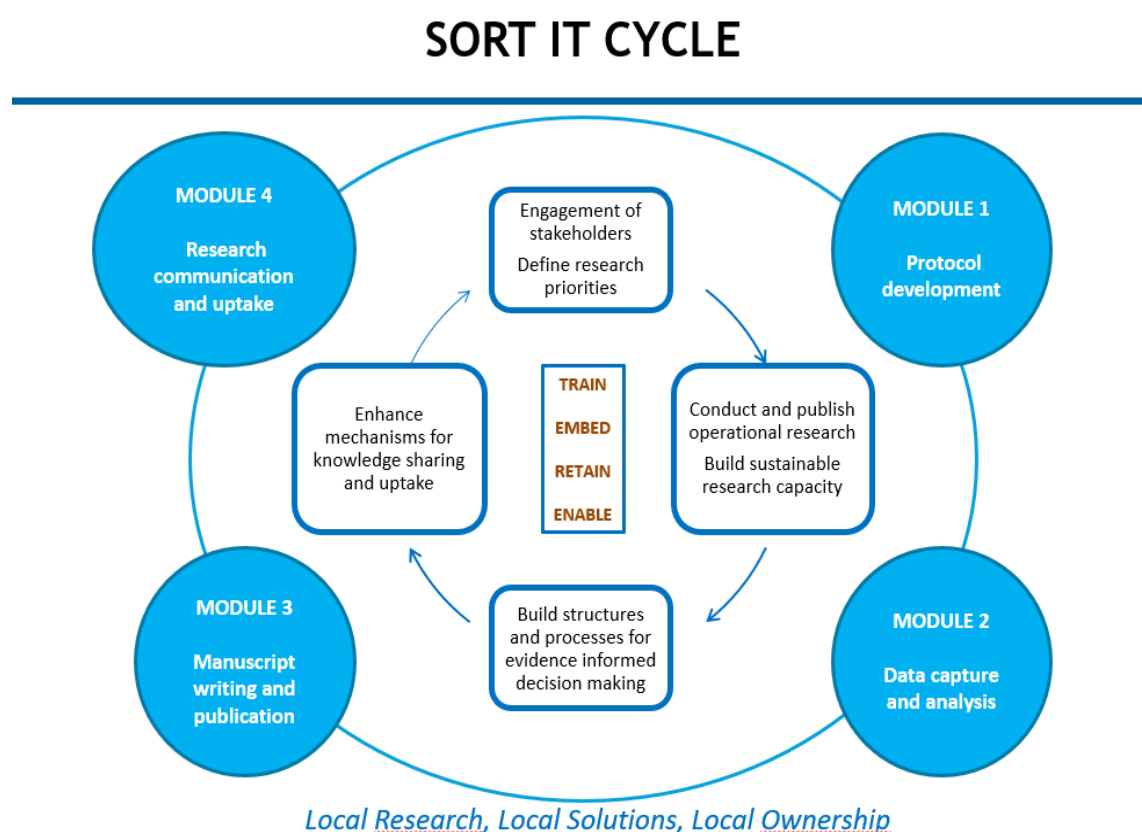 SORT IT CYCLE
MODULE 4
Research
communication
and uptake
Engagement of
stakeholders
Define research
priorities
MODULE 1
Protocol
development
Enhance
mechanisms for
knowledge sharing
and uptake
TRAIN
EMBED
RETAIN
ENABLE
Conduct and publish
operational research
Build sustainable
research capacity
MODULE 3
Manuscript
writing and
publication
Build structures
and processes for
evidence informed
decision making
MODULE 2
Data capture
and analysis
Local Research, Local Solutions, Local Ownership